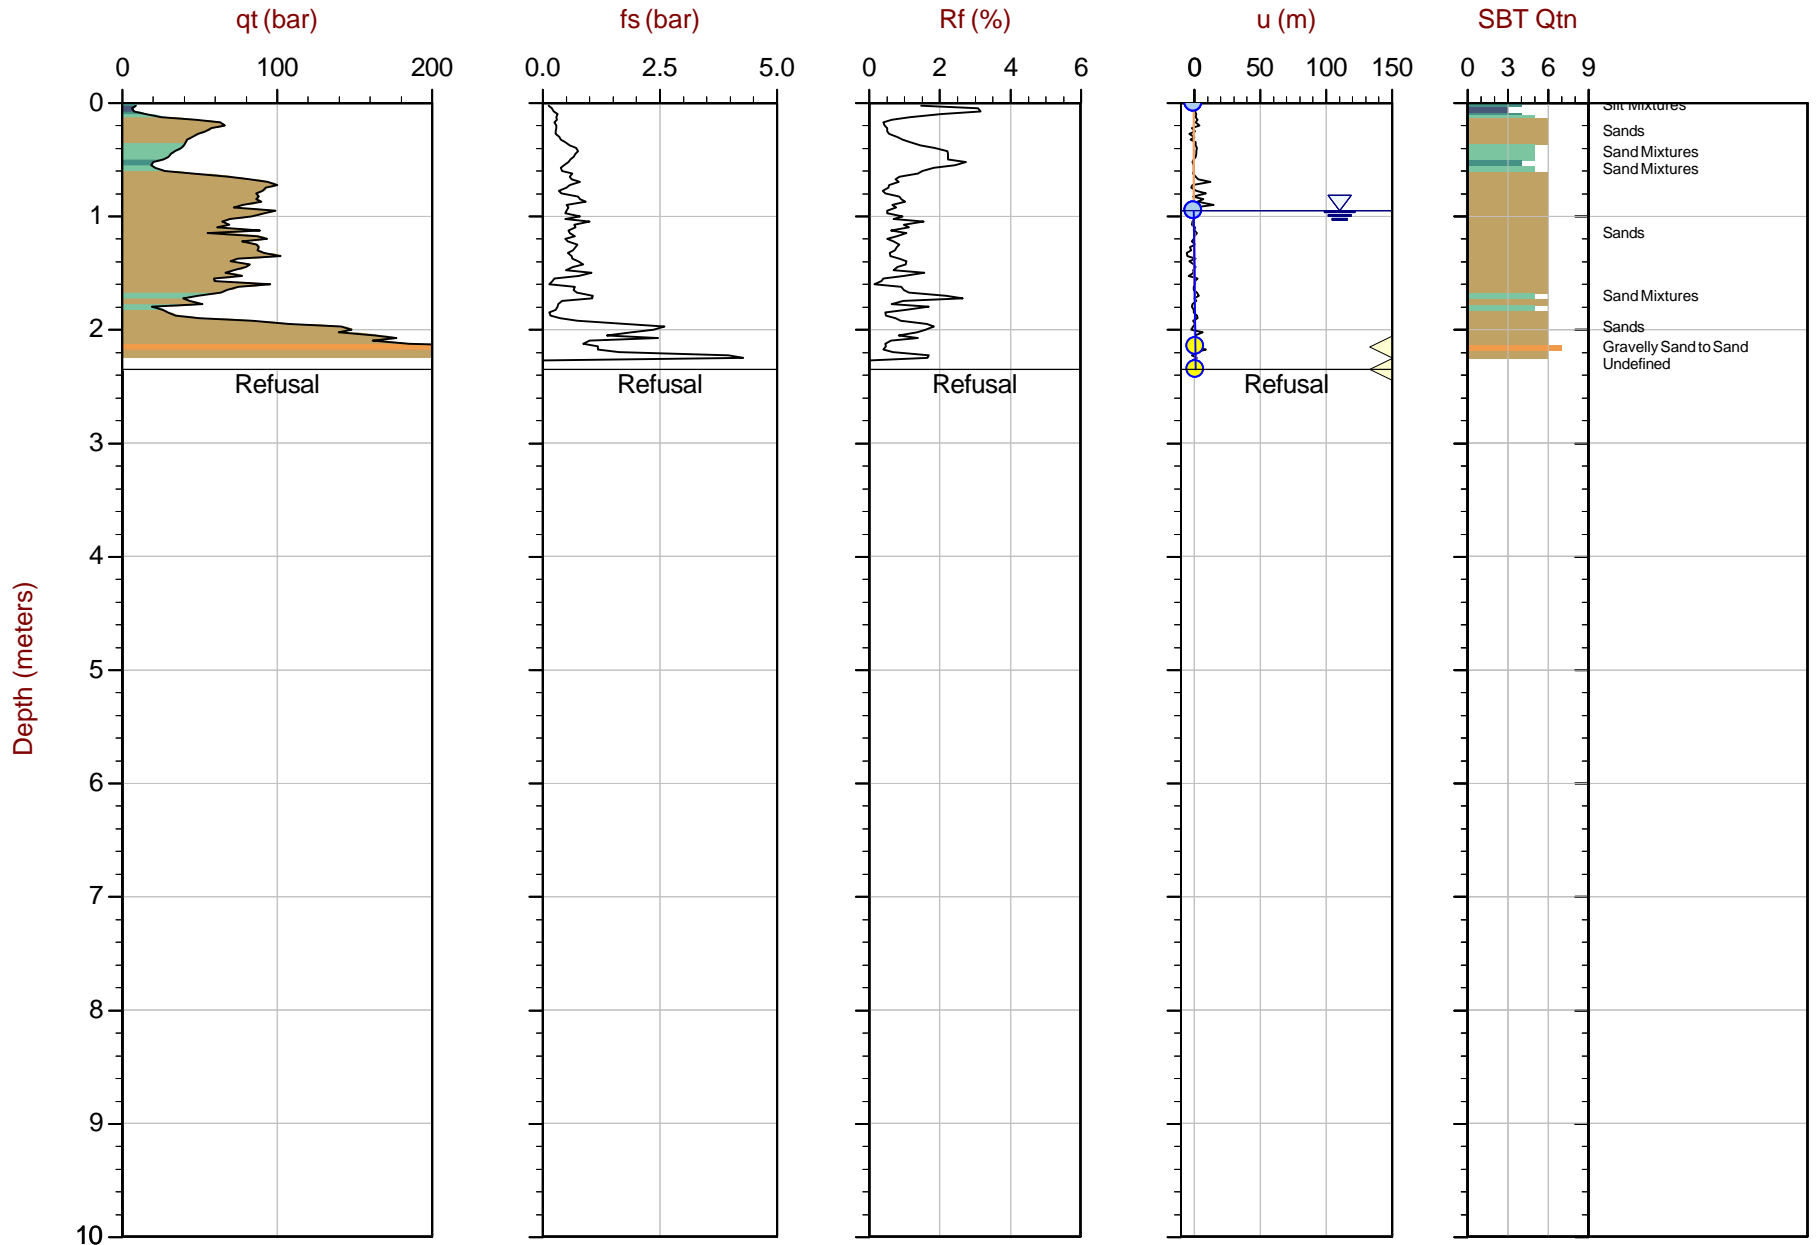 qt (bar) fs (bar) Rf (%) u (m) SBT Qtn
0 100 200 0.0 2.5 5.0 0 2 4 6 0 50 100 150 0 3 6 9
0
Silt Mixtures
Sands
Sand Mixtures
Sand Mixtures
1
Sands
Sand Mixtures
2
Sands
Gravelly Sand to Sand
Undefined
Refusal Refusal Refusal Refusal
3
4
5
6
7
8
9
10
Depth (meters)